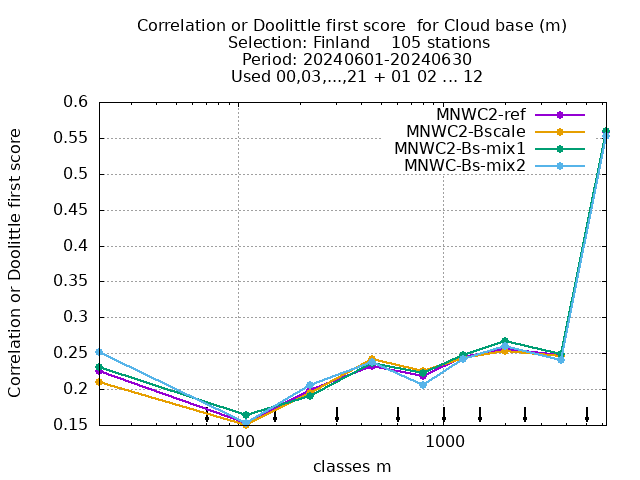 Correlation or Doolittle first score  for Cloud base (m)
Selection: Finland    105 stations
Period: 20240601-20240630
Used 00,03,...,21 + 01 02 ... 12
Correlation or Doolittle first score
0.6
0.55
0.5
0.45
0.4
0.35
0.3
0.25
0.2
0.15
MNWC2-ref
MNWC2-Bscale
MNWC2-Bs-mix1
MNWC-Bs-mix2
100
1000
classes m